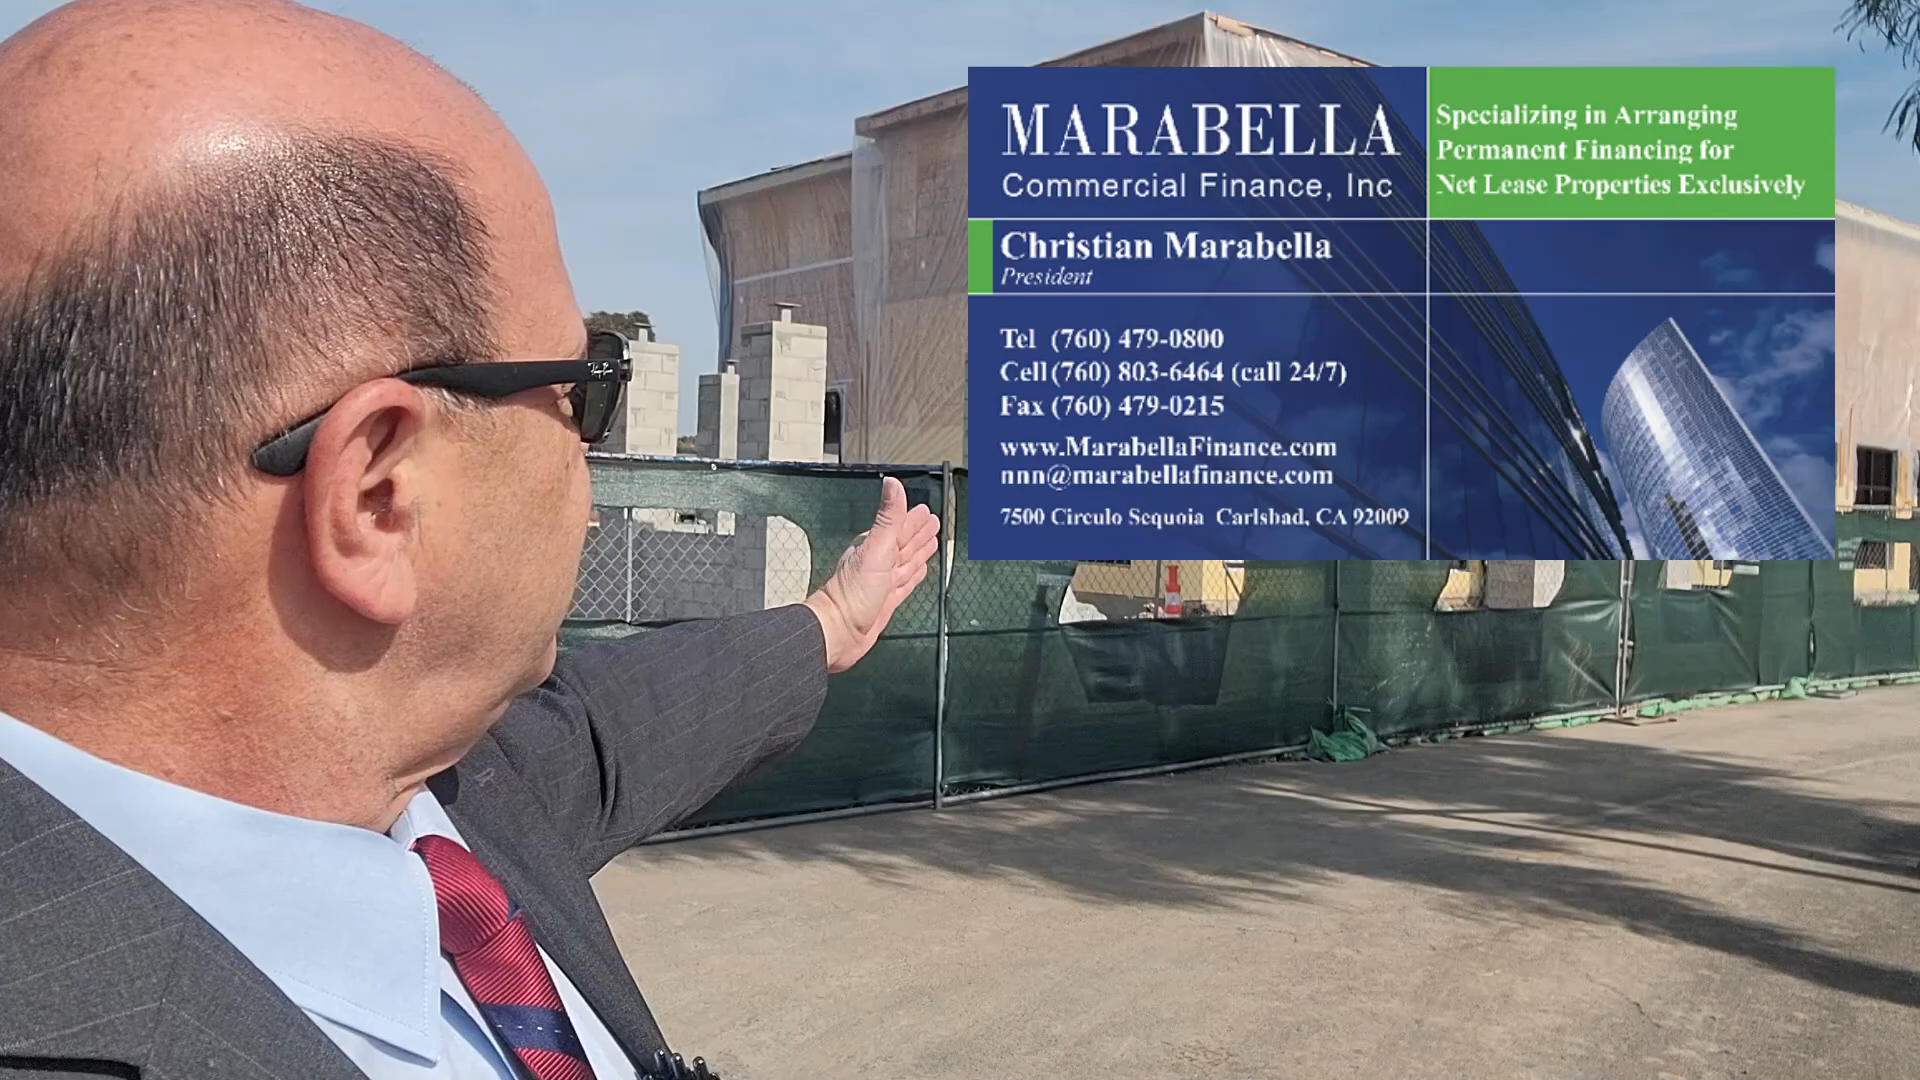 MARABELLA
Commercial Finance, Inc
Specializing in Arranging
Permanent Financing for
Net Lease Properties Exclusively
Christian Marabella
President
Tel (760) 479-0800
Cell (760) 803-6464 (call 24/7)
Fax (760) 479-0215
www.MarabellaFinance.com
nnn@marabellafinance.com
7500 Circulo Sequoia Carlsbad, CA 92009
Ray-Ban